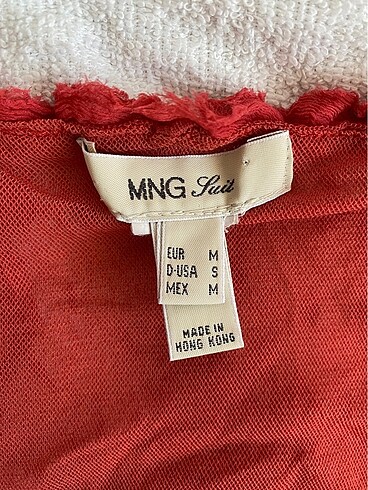 MNG Suit
EUR M
D-USA S
MEX M
MADE IN
HONG KONG